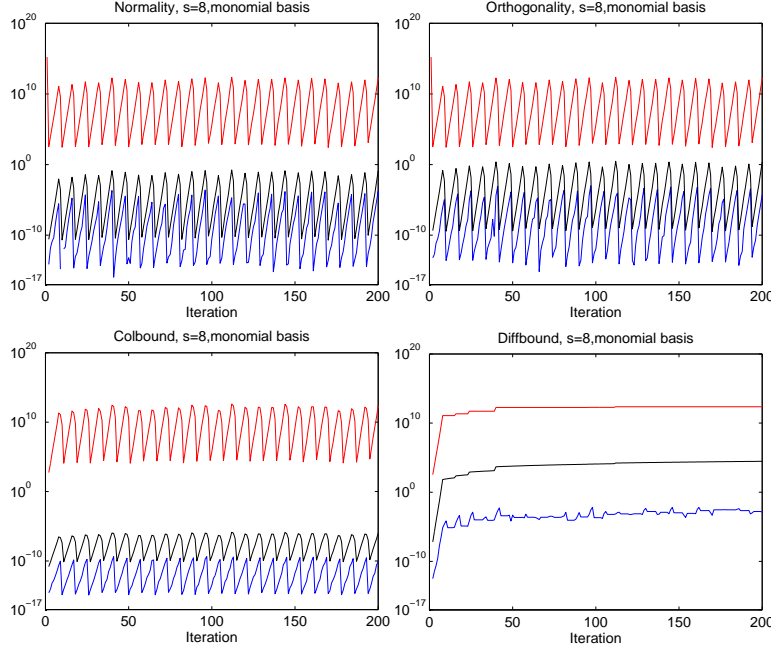 Normality, s=8,monomial basis
10^20
10^10
10^0
10^-10
10^-17
0 50 100 150 200
Iteration
Orthogonality, s=8,monomial basis
10^20
10^10
10^0
10^-10
10^-17
0 50 100 150 200
Iteration
Colbound, s=8,monomial basis
10^20
10^10
10^0
10^-10
10^-17
0 50 100 150 200
Iteration
Diffbound, s=8,monomial basis
10^20
10^10
10^0
10^-10
10^-17
0 50 100 150 200
Iteration